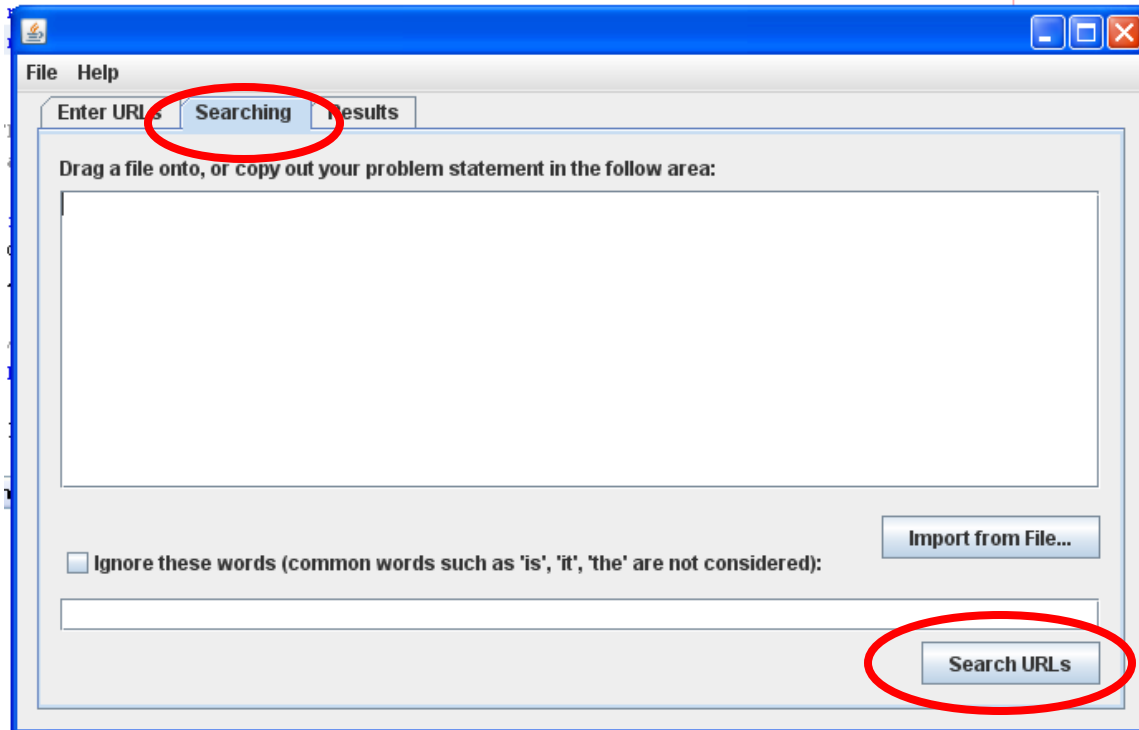 File Help
Enter URLs Searching Results
Drag a file onto, or copy out your problem statement in the follow area:
Import from File...
Ignore these words (common words such as 'is', 'it', 'the' are not considered):
Search URLs